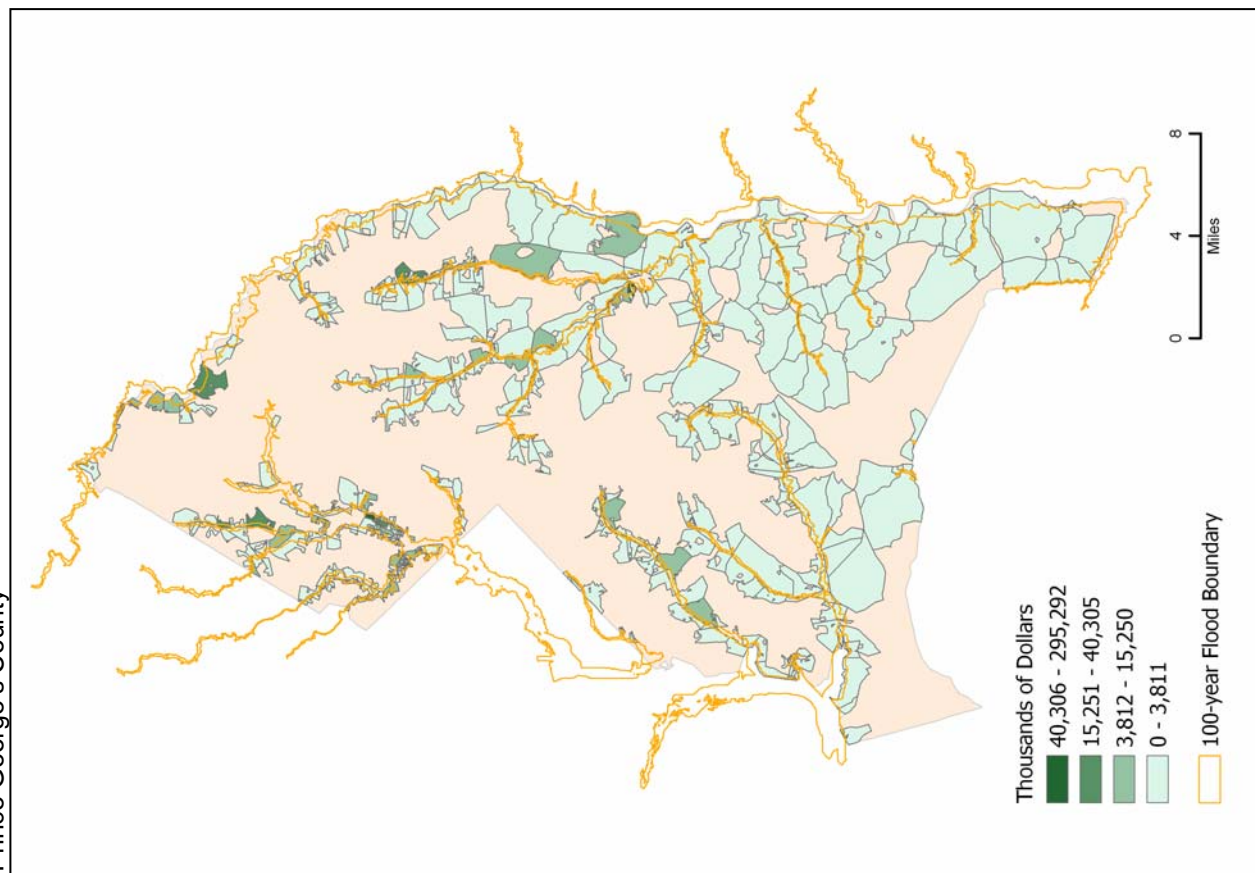 Prince George's County
Thousands of Dollars
40,306 - 295,292
15,251 - 40,305
3,812 - 15,250
0 - 3,811
100-year Flood Boundary
0 4 8
Miles